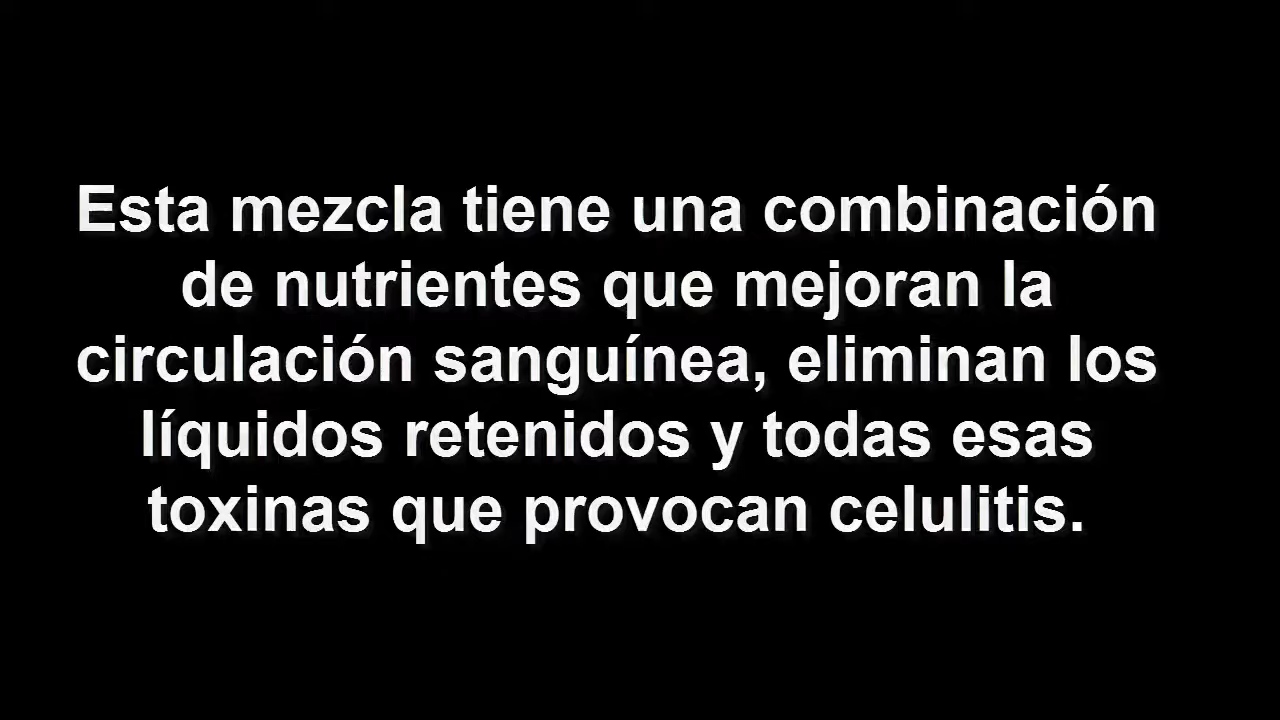 Esta mezcla tiene una combinación
de nutrientes que mejoran la
circulación sanguínea, eliminan los
líquidos retenidos y todas esas
toxinas que provocan celulitis.